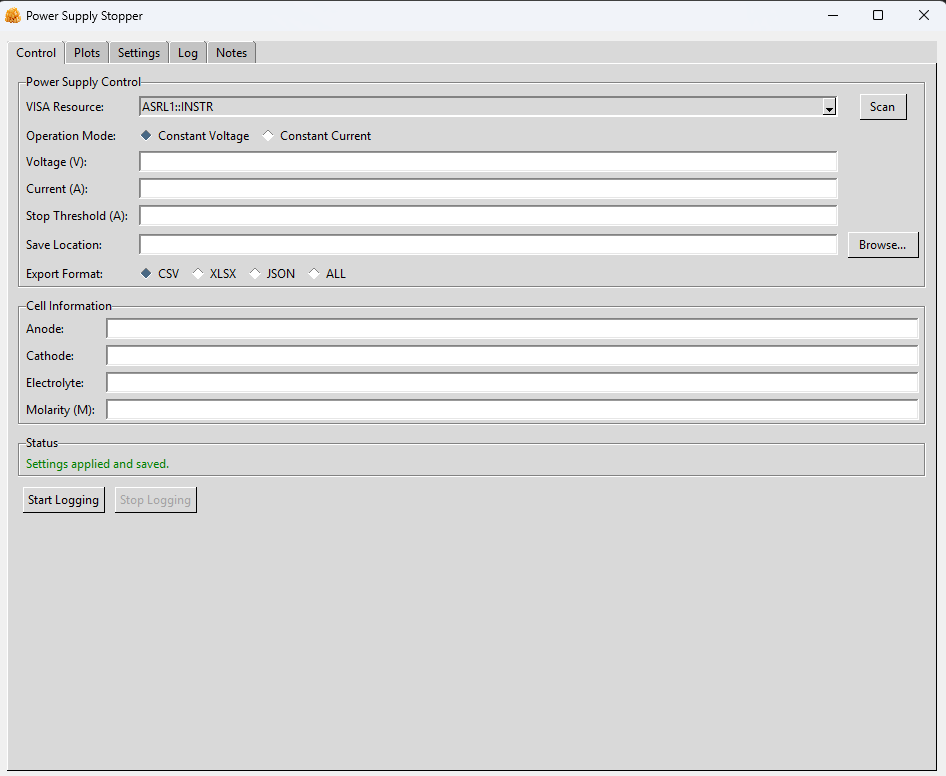 Power Supply Stopper
Control Plots Settings Log Notes
Power Supply Control
VISA Resource: ASRL1::INSTR Scan
Operation Mode: Constant Voltage Constant Current
Voltage (V):
Current (A):
Stop Threshold (A):
Save Location: Browse...
Export Format: CSV XLSX JSON ALL
Cell Information
Anode:
Cathode:
Electrolyte:
Molarity (M):
Status
Settings applied and saved.
Start Logging Stop Logging